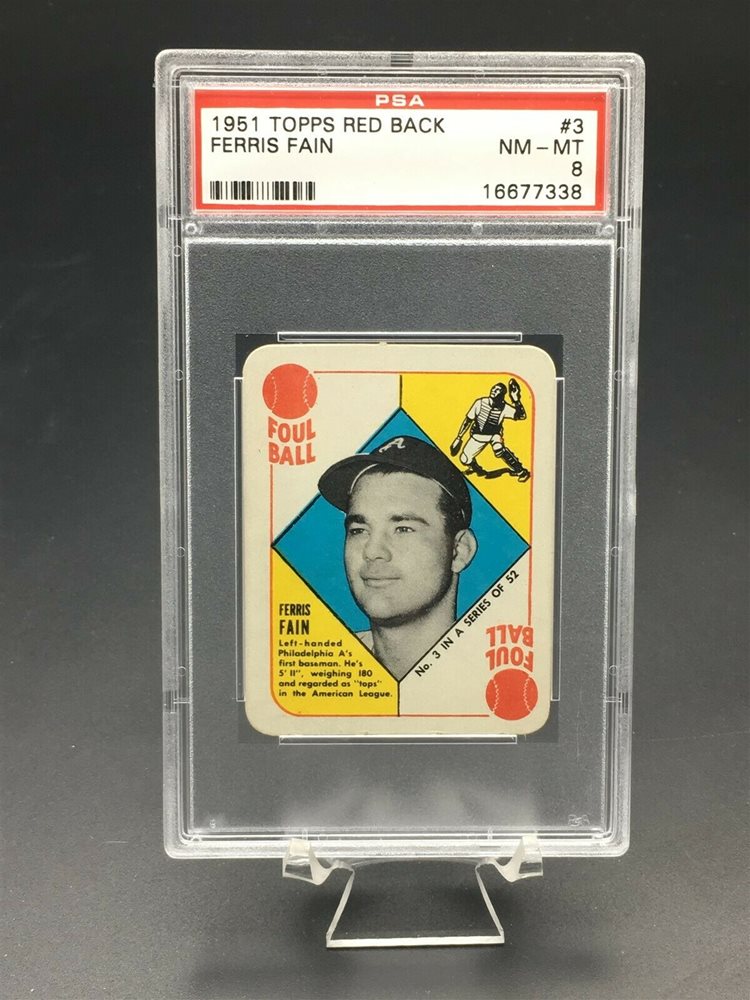 PSA
1951 TOPPS RED BACK #3
FERRIS FAIN NM - MT
8
16677338
FOUL
BALL
A
FERRIS
FAIN
Left-handed
Philadelphia A's
first baseman. He's
5' 11", weighing 180
and regarded as "tops"
in the American League.
No. 3 IN A SERIES OF 52
FOUL
BALL
PSA